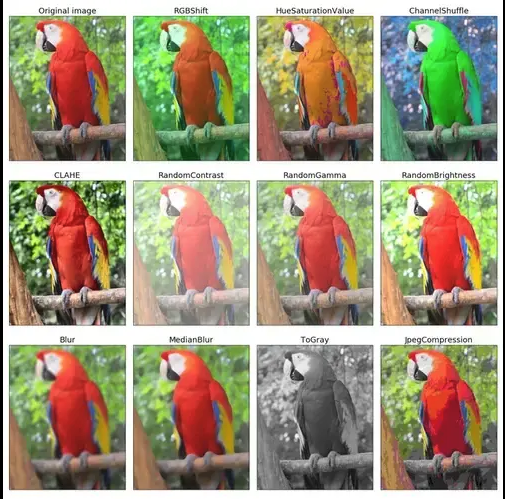 Original image
RGBShift
HueSaturationValue
ChannelShuffle
CLAHE
RandomContrast
RandomGamma
RandomBrightness
Blur
MedianBlur
ToGray
JpegCompression